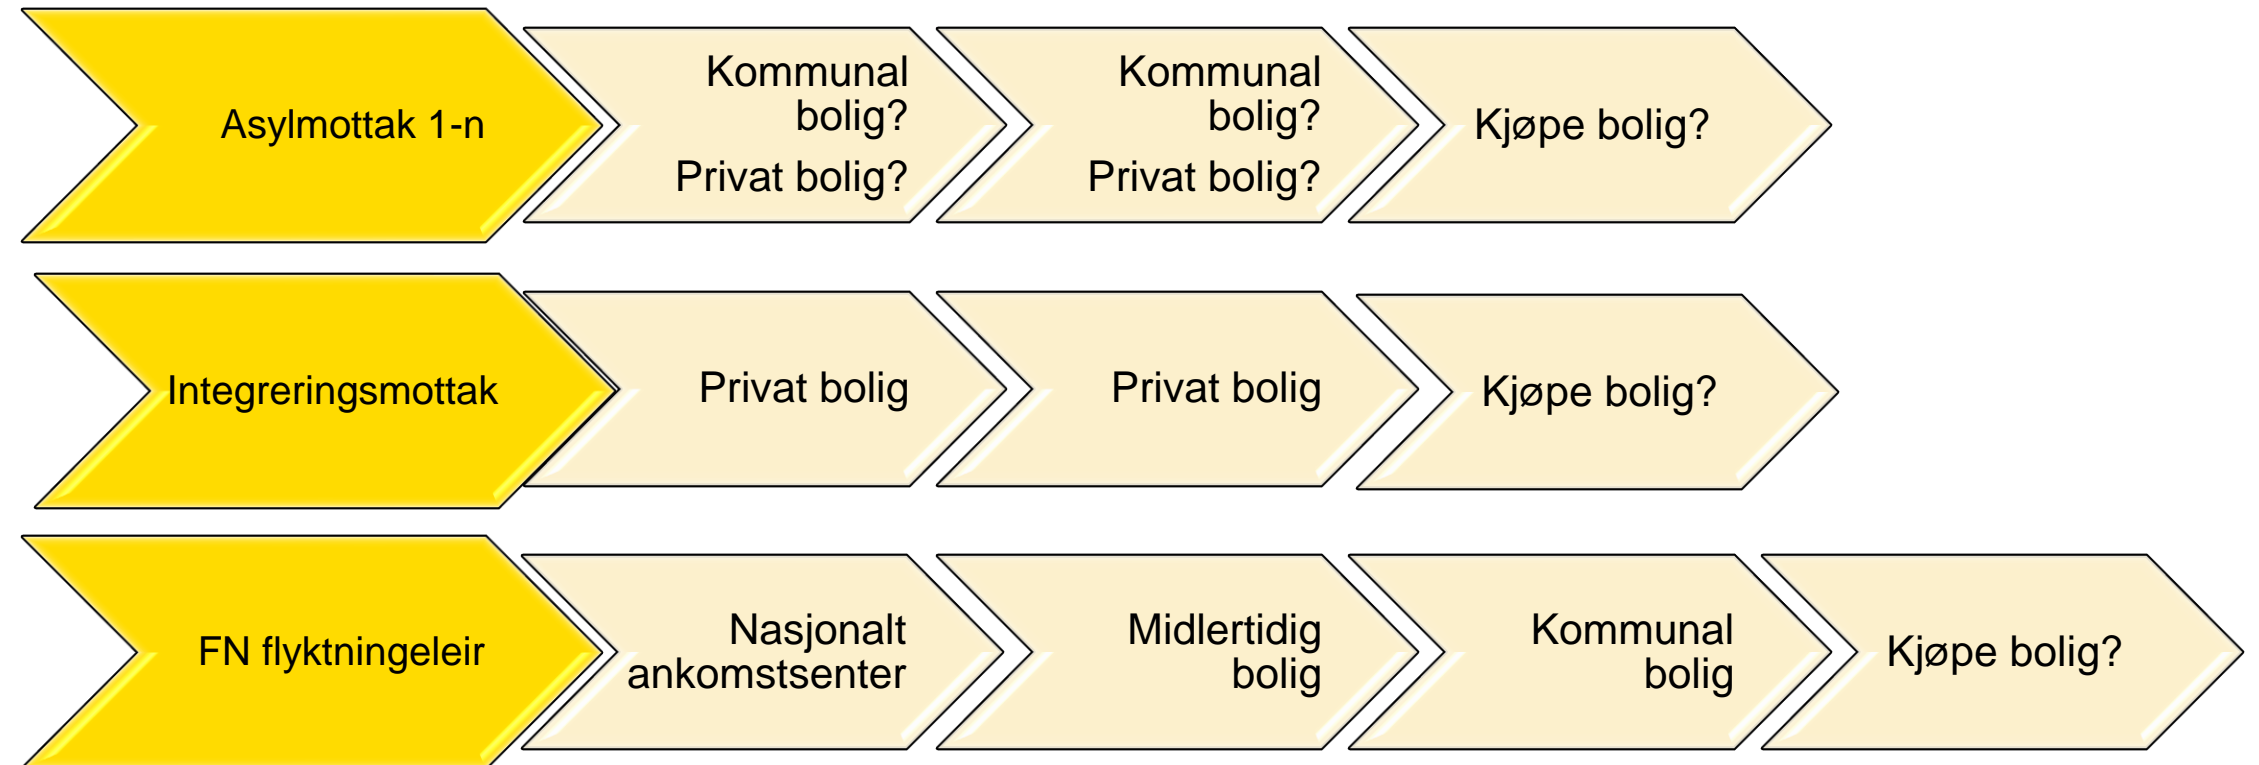 Asylmottak 1-n
Kommunal
bolig?
Privat bolig?
Kommunal
bolig?
Privat bolig?
Kjøpe bolig?
Integreringsmottak
Privat bolig
Privat bolig
Kjøpe bolig?
FN flyktningeleir
Nasjonalt
ankomstsenter
Midlertidig
bolig
Kommunal
bolig
Kjøpe bolig?